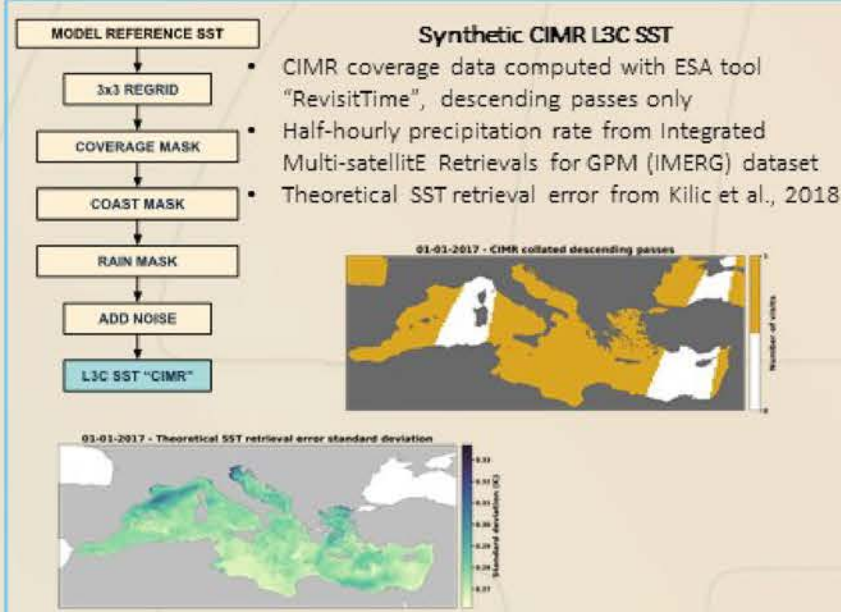 MODEL REFERENCE SST
3x3 REGRID
COVERAGE MASK
COAST MASK
RAIN MASK
ADD NOISE
L3C SST “CIMR”
Synthetic CIMR L3C SST
• CIMR coverage data computed with ESA tool
“RevisitTime”, descending passes only
• Half-hourly precipitation rate from Integrated
Multi-satellitE Retrievals for GPM (IMERG) dataset
• Theoretical SST retrieval error from Kilic et al., 2018
01-01-2017 - CIMR collated descending passes
Number of visits
01-01-2017 - Theoretical SST retrieval error standard deviation
Standard deviation (K)